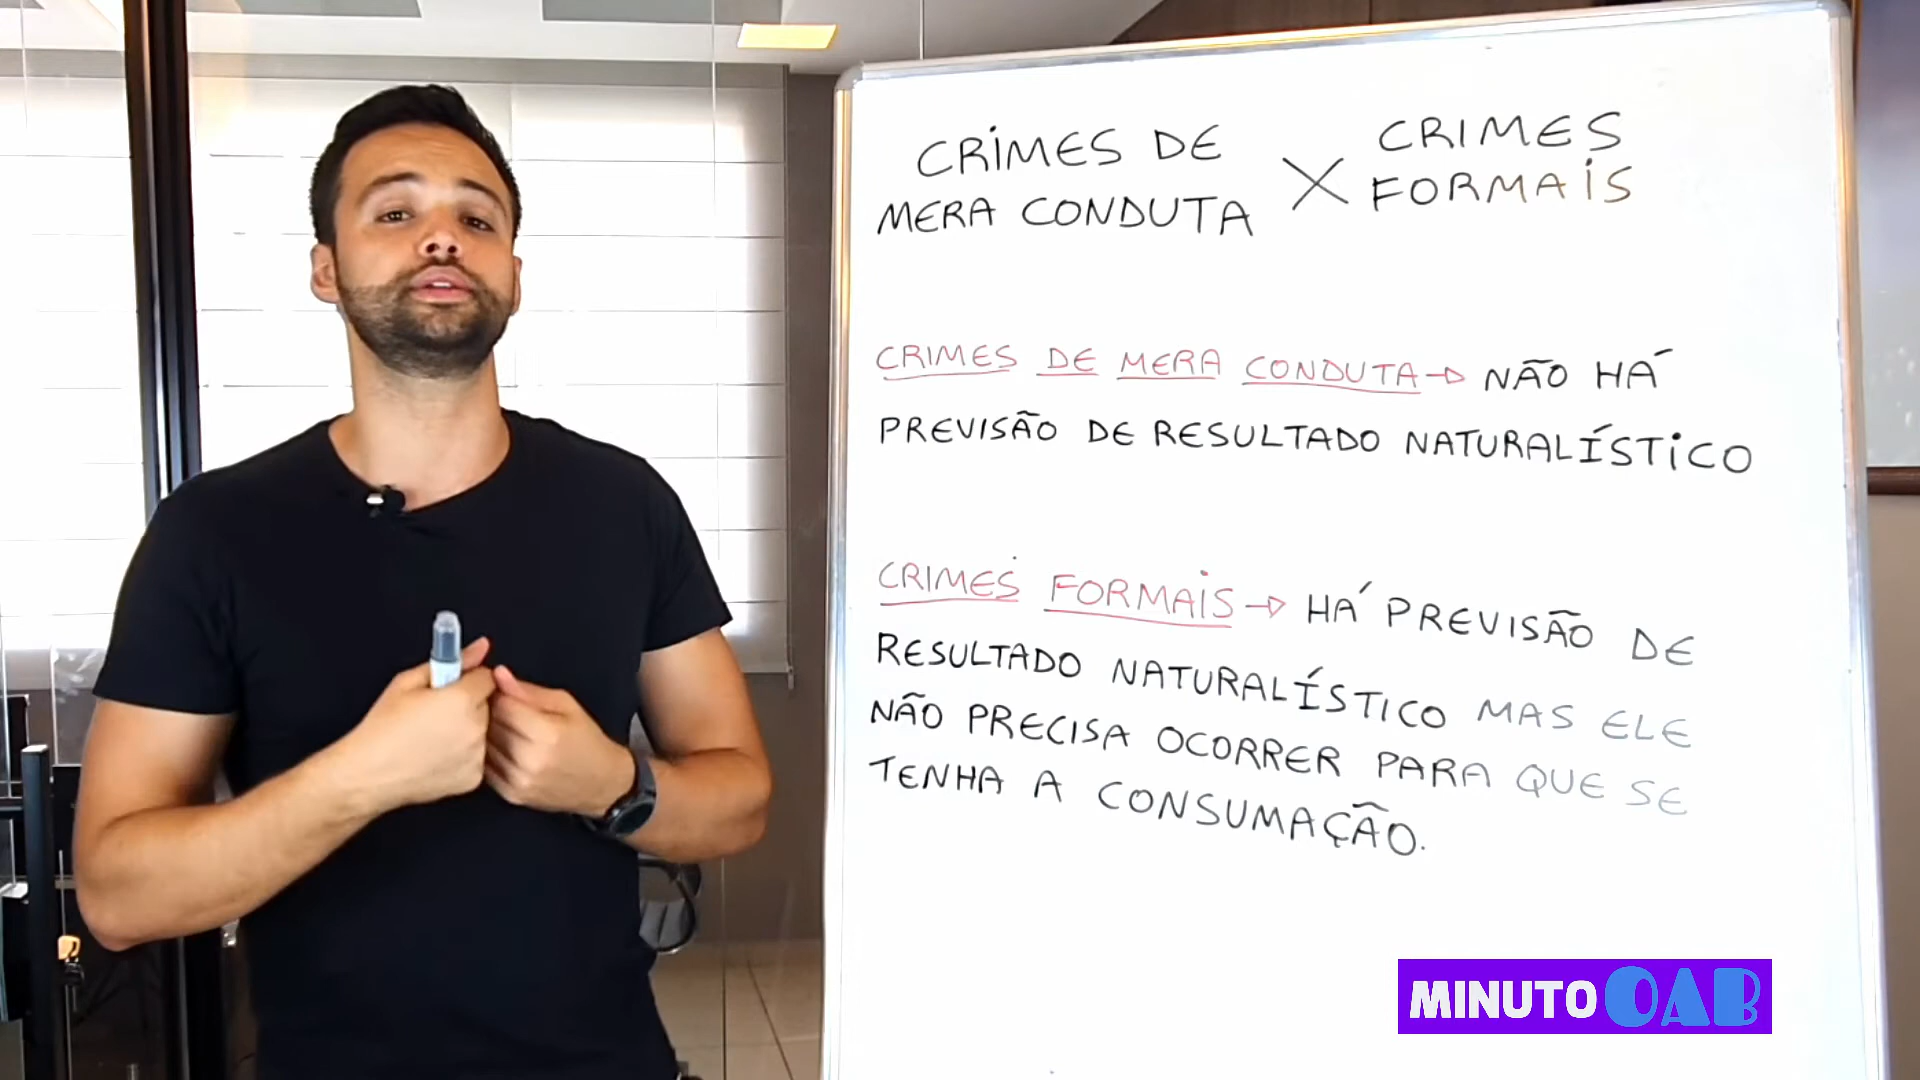 CRIMES DE
MERA CONDUTA X CRIMES
FORMAIS
CRIMES DE MERA CONDUTA → NÃO HÁ
PREVISÃO DE RESULTADO NATURALÍSTICO
CRIMES FORMAIS → HÁ PREVISÃO DE
RESULTADO NATURALÍSTICO MAS ELE
NÃO PRECISA OCORRER PARA QUE SE
TENHA A CONSUMAÇÃO.
MINUTO OAB